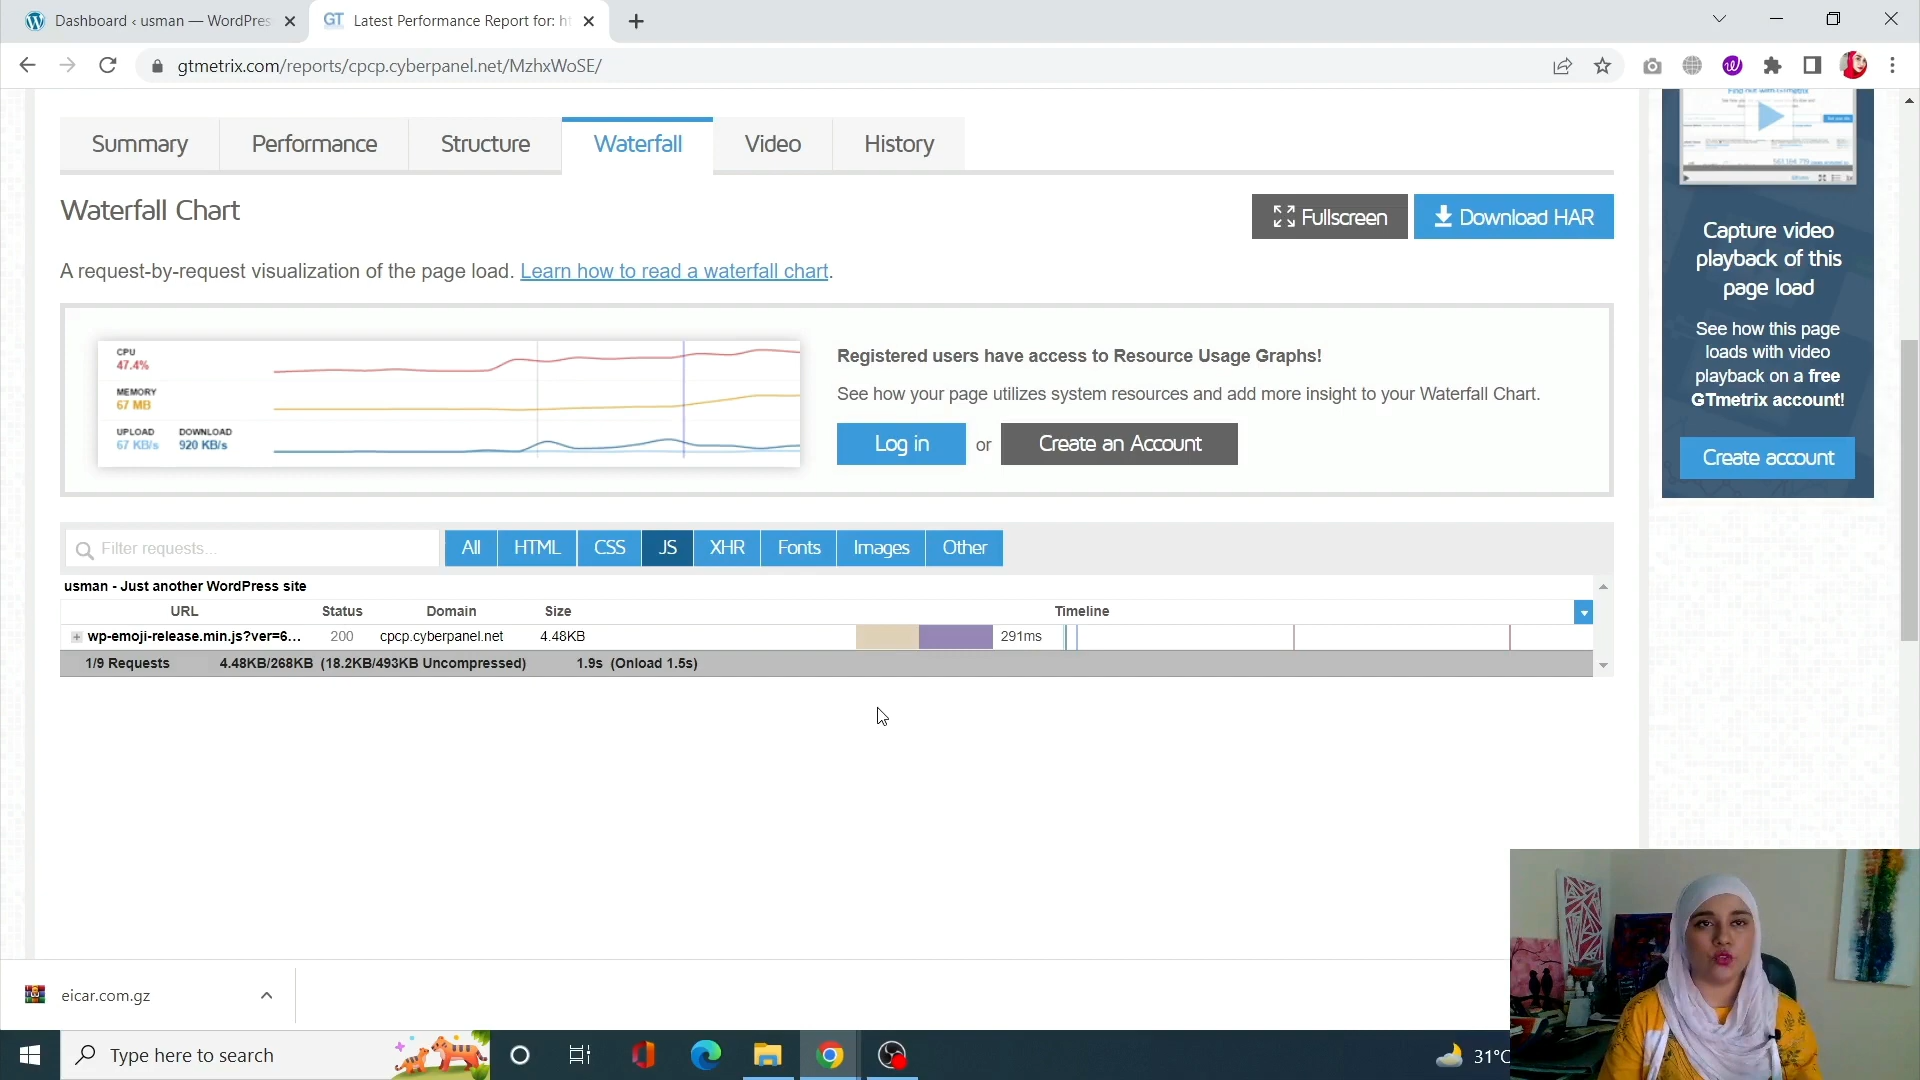 Dashboard ‹ usman — WordPres
GT Latest Performance Report for: ht
gtmetrix.com/reports/cpcp.cyberpanel.net/MzhxWoSE/
Summary Performance Structure Waterfall Video History
Waterfall Chart
Fullscreen Download HAR
A request-by-request visualization of the page load. Learn how to read a waterfall chart.
CPU
47.4%
MEMORY
67 MB
UPLOAD DOWNLOAD
67 KB/s 920 KB/s
Registered users have access to Resource Usage Graphs!
See how your page utilizes system resources and add more insight to your Waterfall Chart.
Log in or Create an Account
Capture video
playback of this
page load
See how this page
loads with video
playback on a free
GTmetrix account!
Create account
Filter requests...
All HTML CSS JS XHR Fonts Images Other
usman - Just another WordPress site
URL Status Domain Size Timeline
wp-emoji-release.min.js?ver=6... 200 cpcp.cyberpanel.net 4.48KB 291ms
1/9 Requests 4.48KB/268KB (18.2KB/493KB Uncompressed) 1.9s (Onload 1.5s)
eicar.com.gz
Type here to search
31°C